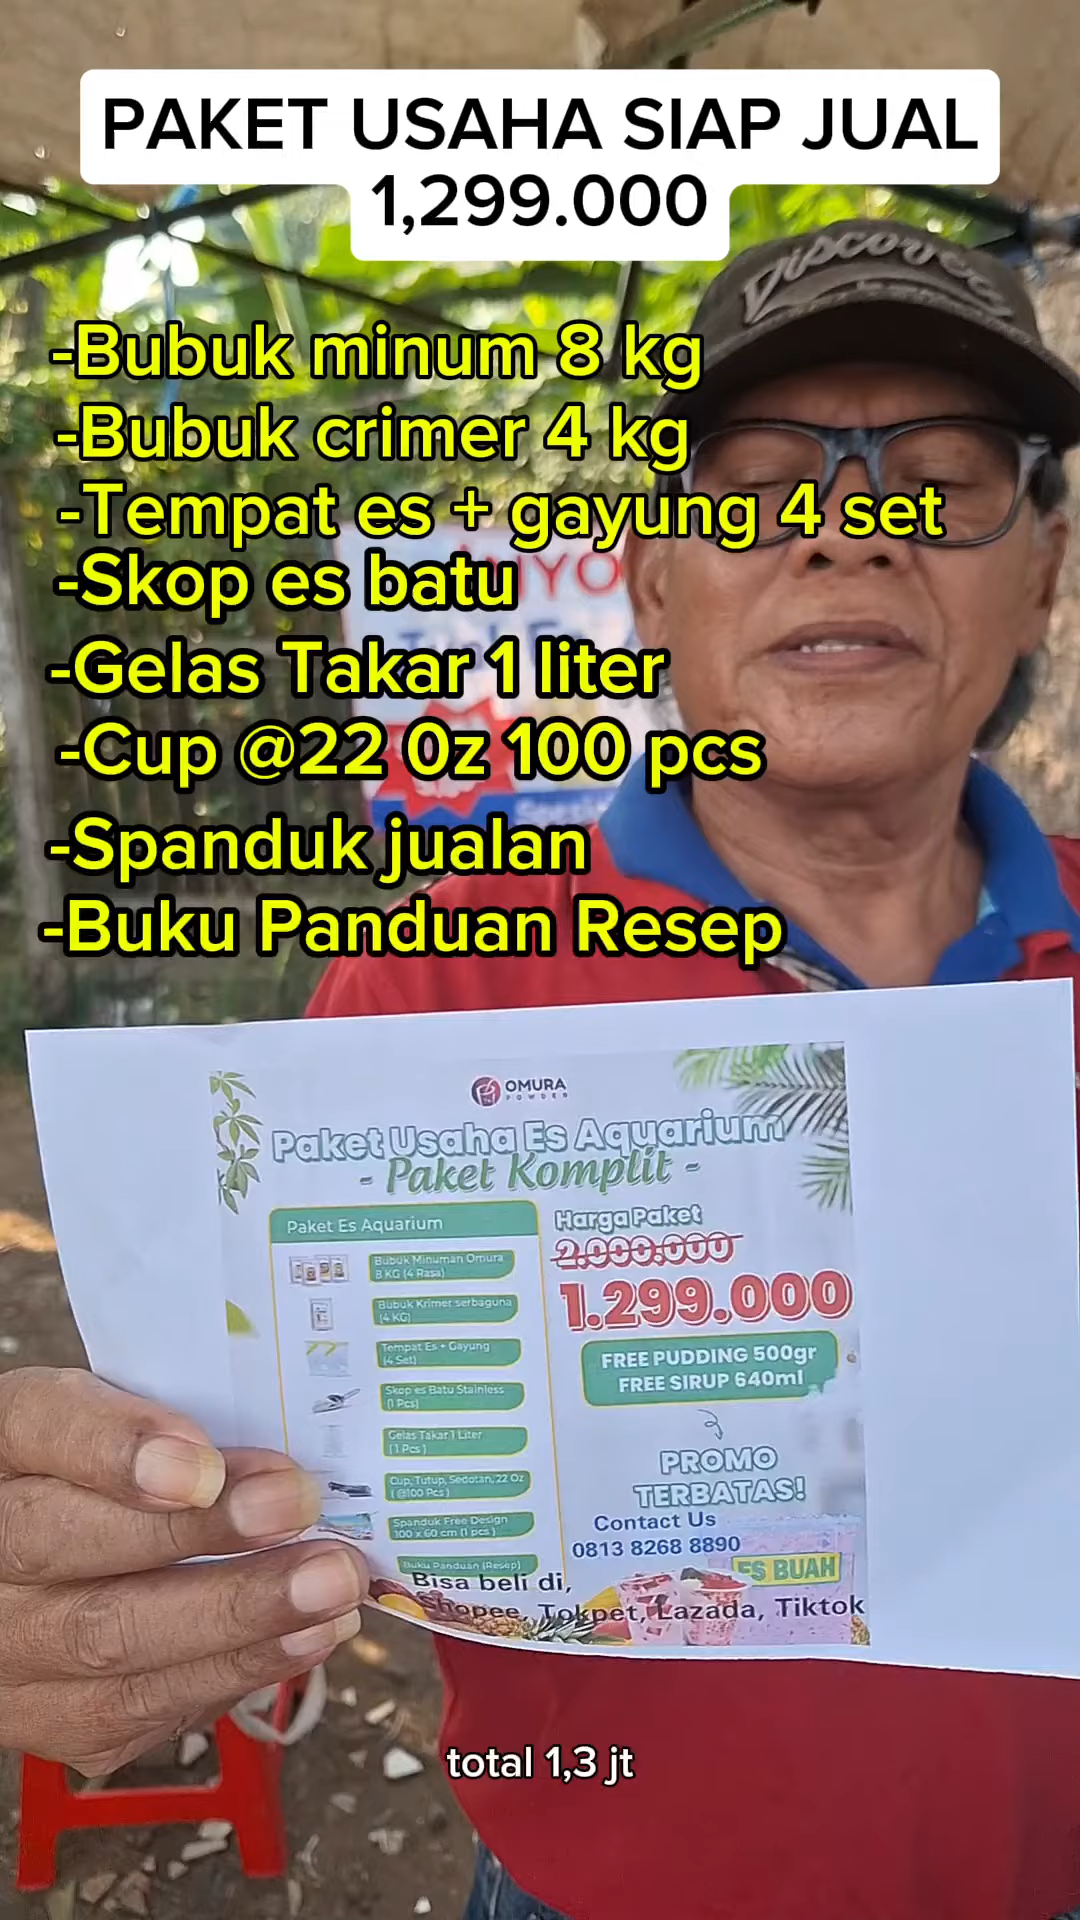 PAKET USAHA SIAP JUAL
1,299.000
Discovery
-Bubuk minum 8 kg
-Bubuk crimer 4 kg
-Tempat es + gayung 4 set
-Skop es batu
-Gelas Takar 1 liter
-Cup @22 Oz 100 pcs
-Spanduk jualan
-Buku Panduan Resep
OMURA
POWDER
Paket Usaha Es Aquarium
- Paket Komplit -
Paket Es Aquarium
Bubuk Minuman Omura
8 KG (4 Rasa)
Bubuk Krimer serbaguna
(4 KG)
Tempat Es + Gayung
(4 Set)
Skop es Batu Stainless
(1 Pcs)
Gelas Takar 1 Liter
(1 Pcs)
Cup, Tutup, Sedotan, 22 Oz
(@100 Pcs)
Spanduk Free Design
100 x 60 cm (1 pcs)
Buku Panduan (Resep)
Harga Paket
2.000.000
1.299.000
FREE PUDDING 500gr
FREE SIRUP 640ml
PROMO
TERBATAS!
Contact Us
0813 8268 8890
ES BUAH
Bisa beli di,
Shopee, Tokpet, Lazada, Tiktok
total 1,3 jt